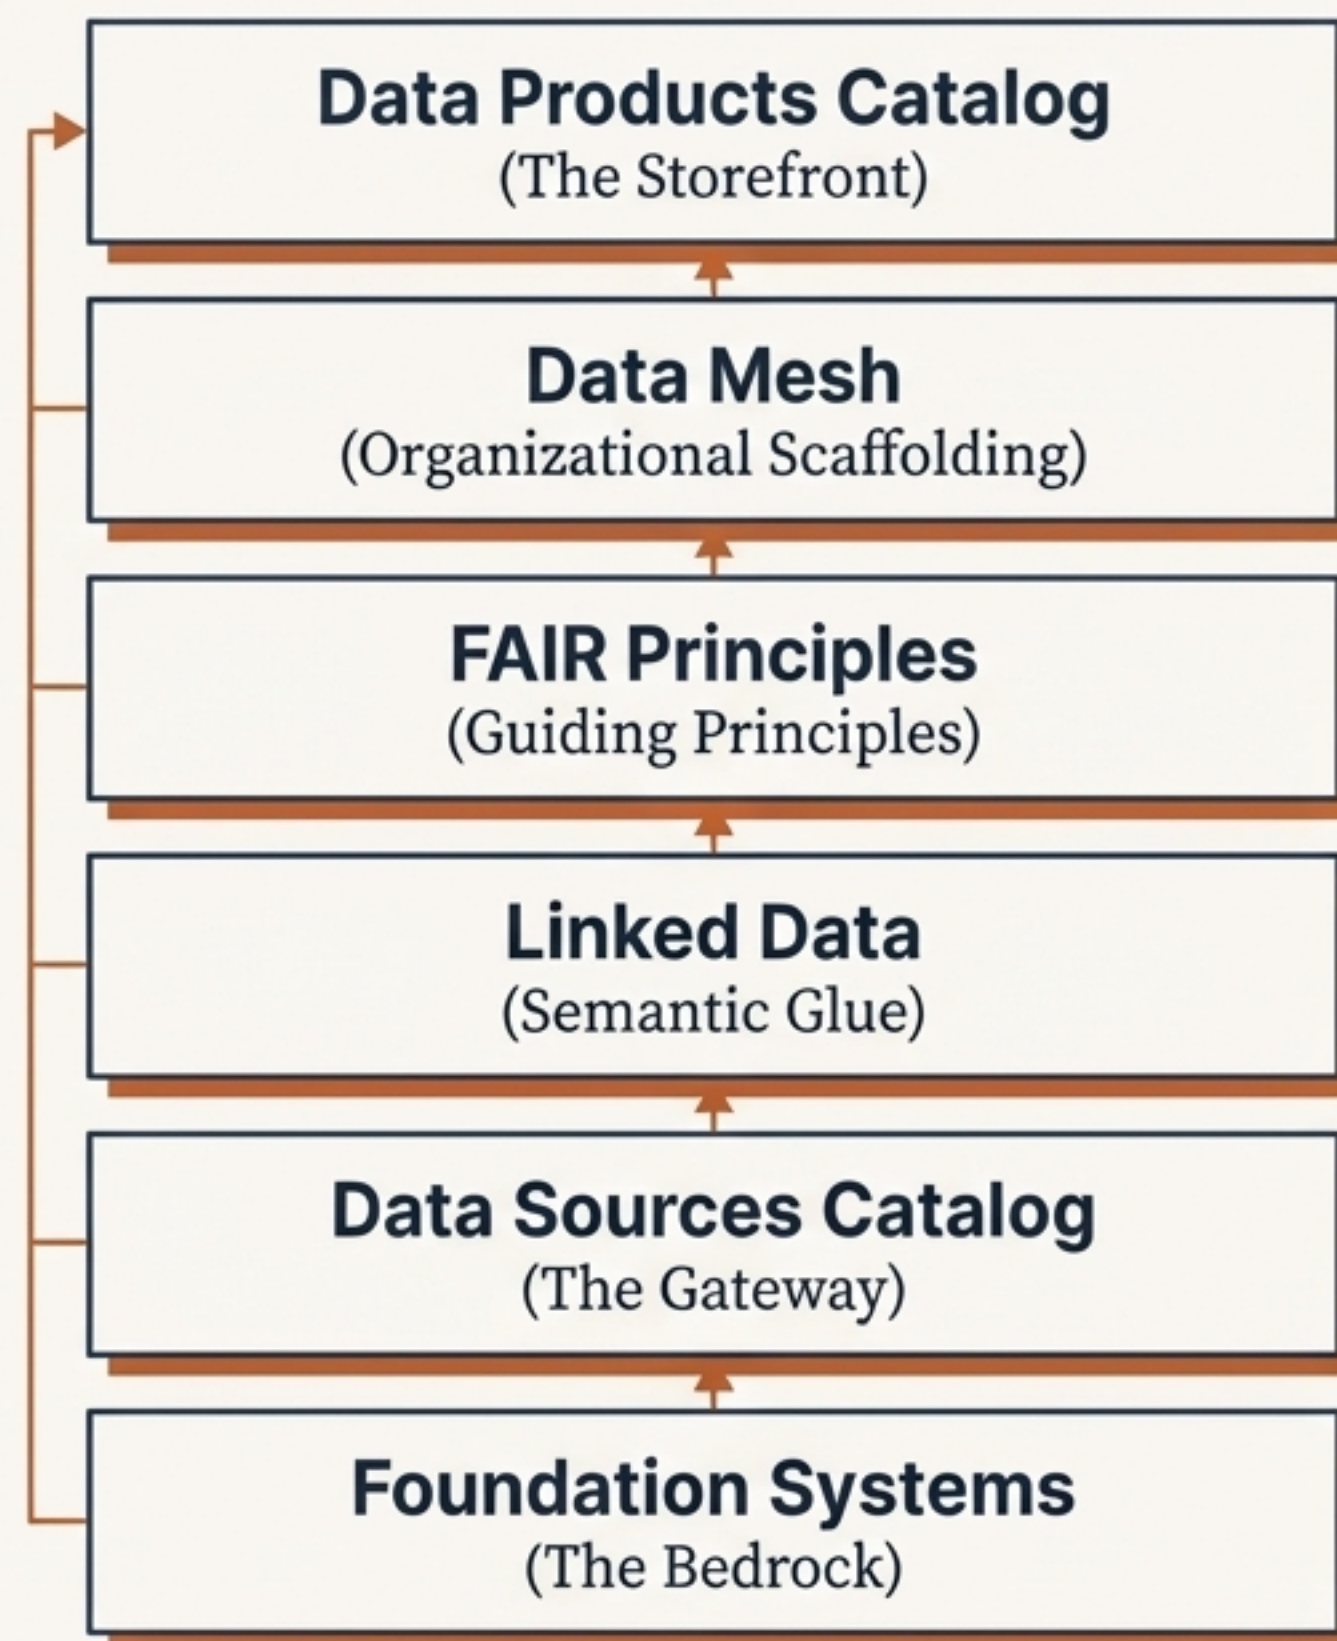 Data Products Catalog
(The Storefront)
Data Mesh
(Organizational Scaffolding)
FAIR Principles
(Guiding Principles)
Linked Data
(Semantic Glue)
Data Sources Catalog
(The Gateway)
Foundation Systems
(The Bedrock)